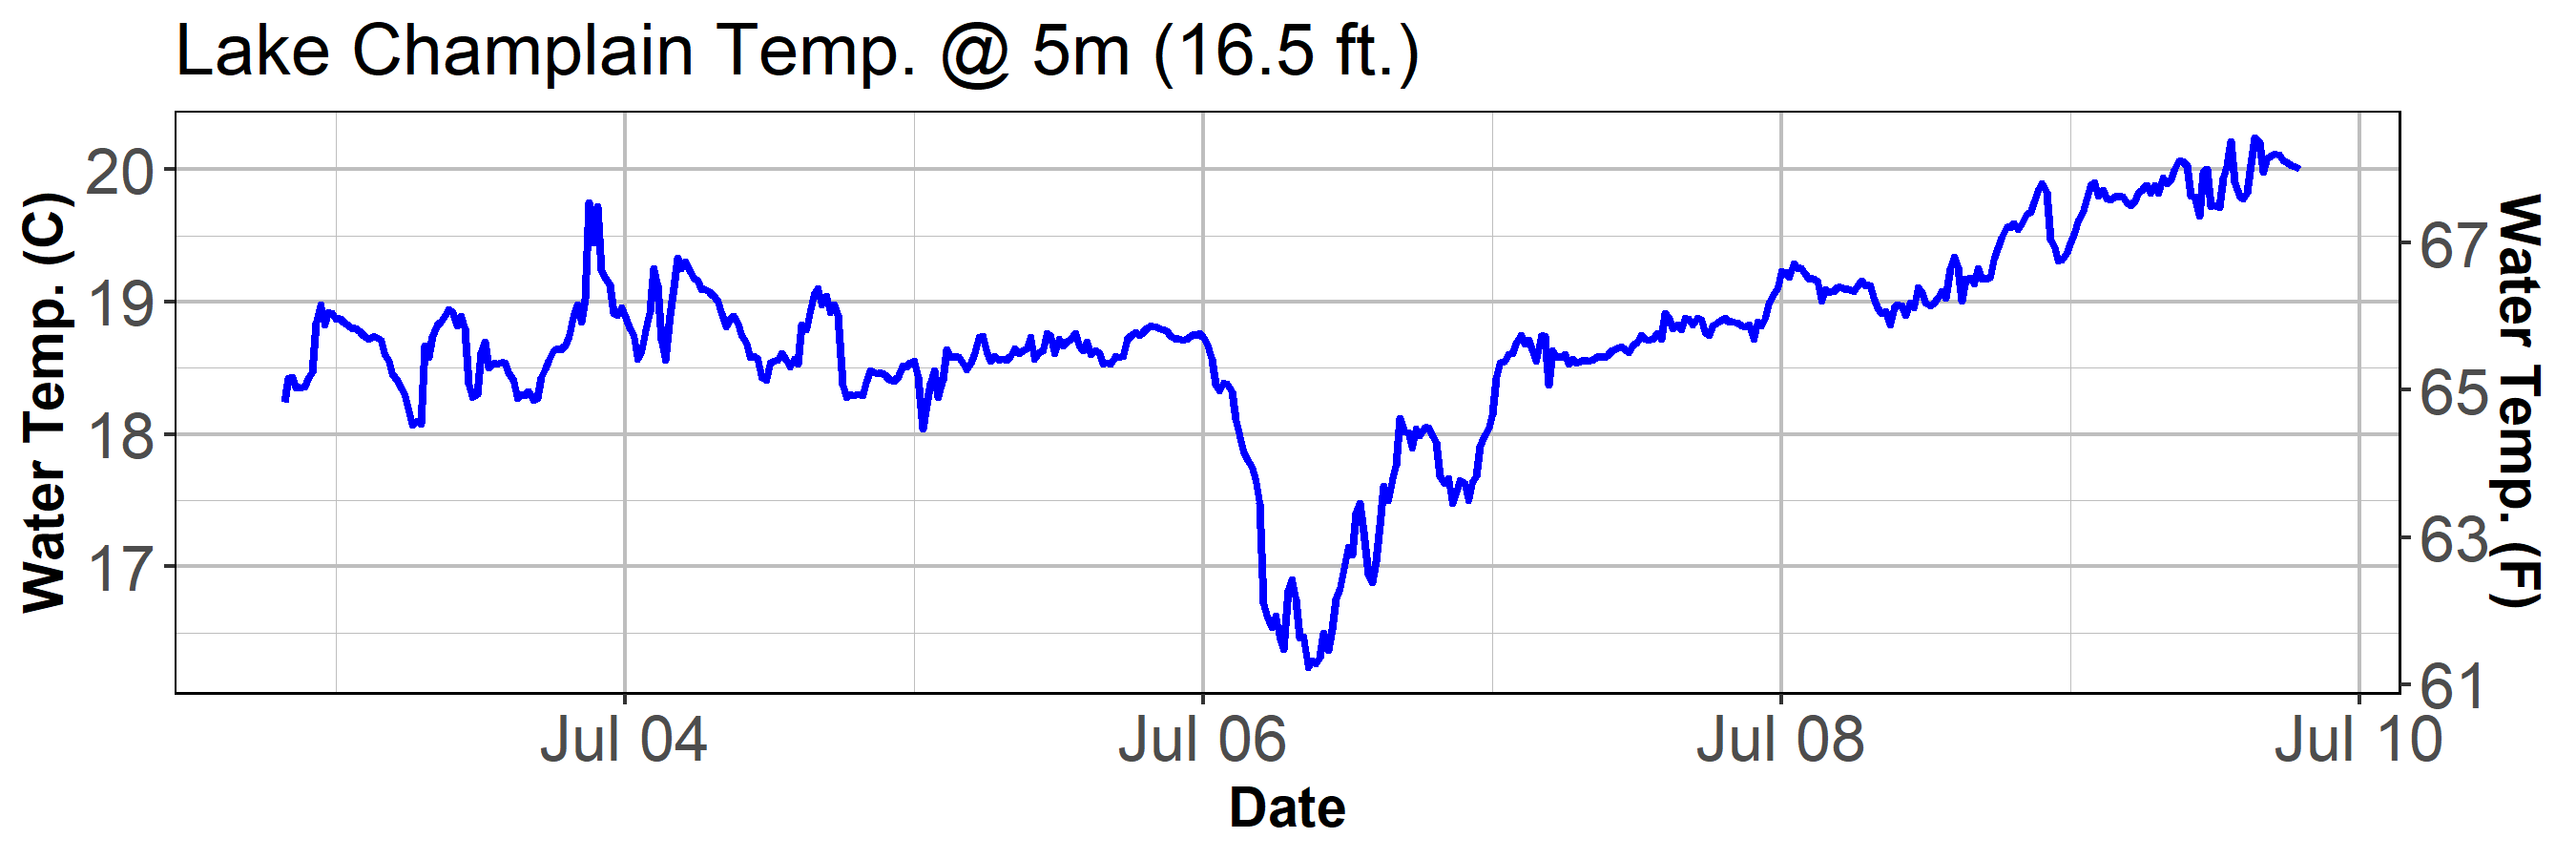 Lake Champlain Temp. @ 5m (16.5 ft.)
Water Temp. (C)
20
19
18
17
67
65
63
61
Water Temp. (F)
Jul 04 Jul 06 Jul 08 Jul 10
Date